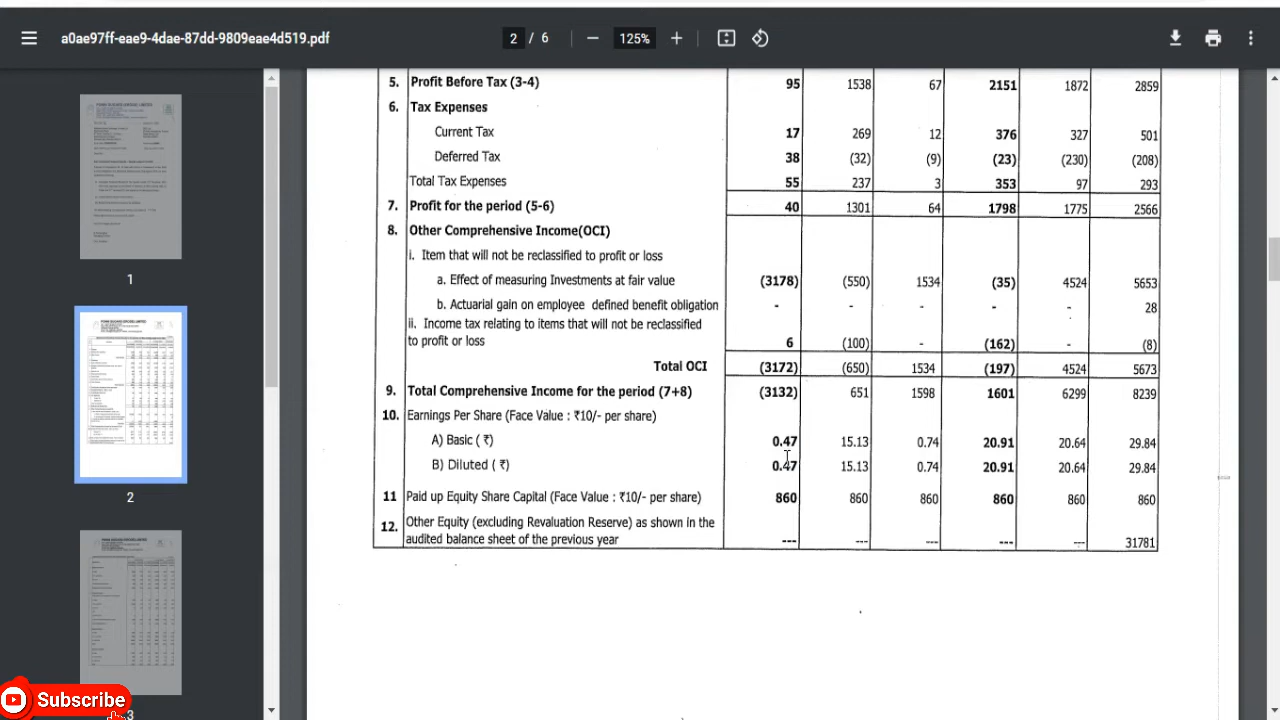 a0ae97ff-eae9-4dae-87dd-9809eae4d519.pdf 2 / 6 125%
5. Profit Before Tax (3-4) 95 1538 67 2151 1872 2859
6. Tax Expenses
Current Tax 17 269 12 376 327 501
Deferred Tax 38 (32) (9) (23) (230) (208)
Total Tax Expenses 55 237 3 353 97 293
7. Profit for the period (5-6) 40 1301 64 1798 1775 2566
8. Other Comprehensive Income(OCI)
i. Item that will not be reclassified to profit or loss
a. Effect of measuring Investments at fair value (3178) (550) 1534 (35) 4524 5653
b. Actuarial gain on employee defined benefit obligation - - - - - 28
ii. Income tax relating to items that will not be reclassified
to profit or loss 6 (100) - (162) - (8)
Total OCI (3172) (650) 1534 (197) 4524 5673
9. Total Comprehensive Income for the period (7+8) (3132) 651 1598 1601 6299 8239
10. Earnings Per Share (Face Value : ₹10/- per share)
A) Basic ( ₹) 0.47 15.13 0.74 20.91 20.64 29.84
B) Diluted ( ₹) 0.47 15.13 0.74 20.91 20.64 29.84
11 Paid up Equity Share Capital (Face Value : ₹10/- per share) 860 860 860 860 860 860
12. Other Equity (excluding Revaluation Reserve) as shown in the
audited balance sheet of the previous year --- --- --- --- --- 31781
1
2
3
Subscribe